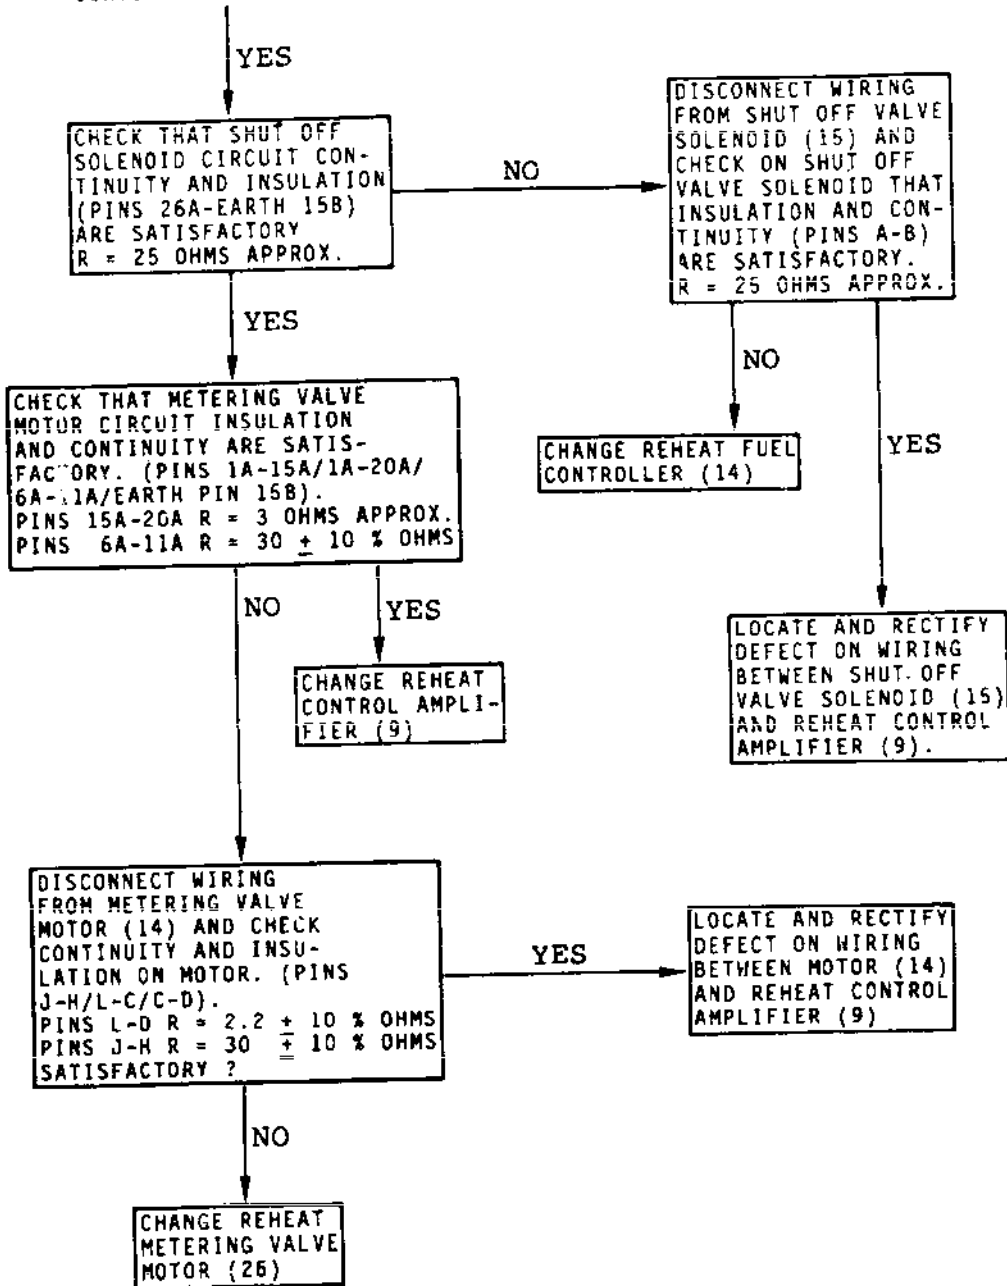 YES
CHECK THAT SHUT OFF
SOLENOID CIRCUIT CON-
TINUITY AND INSULATION
(PINS 26A-EARTH 15B)
ARE SATISFACTORY
R = 25 OHMS APPROX.
NO
DISCONNECT WIRING
FROM SHUT OFF VALVE
SOLENOID (15) AND
CHECK ON SHUT OFF
VALVE SOLENOID THAT
INSULATION AND CON-
TINUITY (PINS A-B)
ARE SATISFACTORY.
R = 25 OHMS APPROX.
YES
NO
CHANGE REHEAT FUEL
CONTROLLER (14)
YES
LOCATE AND RECTIFY
DEFECT ON WIRING
BETWEEN SHUT-OFF
VALVE SOLENOID (15)
AND REHEAT CONTROL
AMPLIFIER (9).
CHECK THAT METERING VALVE
MOTOR CIRCUIT INSULATION
AND CONTINUITY ARE SATIS-
FACTORY. (PINS 1A-15A/1A-20A/
6A-11A/EARTH PIN 15B).
PINS 15A-20A R = 3 OHMS APPROX.
PINS 6A-11A R = 30 ± 10 % OHMS
NO
YES
CHANGE REHEAT
CONTROL AMPLI-
FIER (9)
DISCONNECT WIRING
FROM METERING VALVE
MOTOR (14) AND CHECK
CONTINUITY AND INSU-
LATION ON MOTOR. (PINS
J-H/L-C/C-D).
PINS L-D R = 2.2 ± 10 % OHMS
PINS J-H R = 30 ± 10 % OHMS
SATISFACTORY ?
YES
LOCATE AND RECTIFY
DEFECT ON WIRING
BETWEEN MOTOR (14)
AND REHEAT CONTROL
AMPLIFIER (9)
NO
CHANGE REHEAT
METERING VALVE
MOTOR (26)